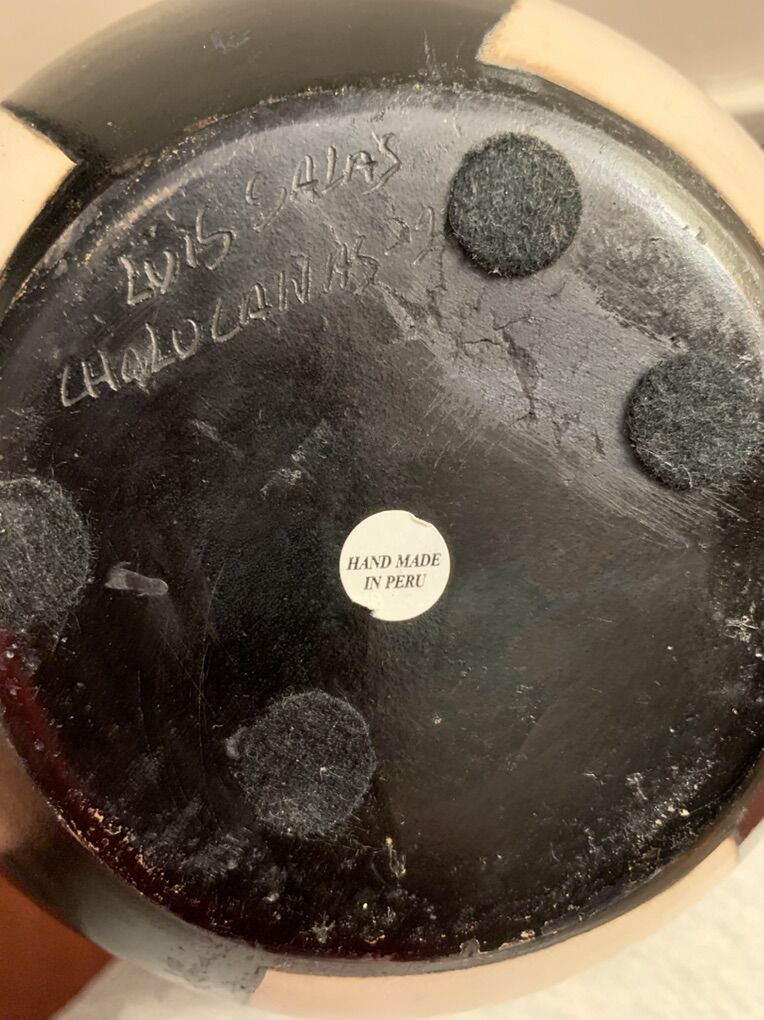 LUIS SALAS
CHULUCANAS
HAND MADE
IN PERU